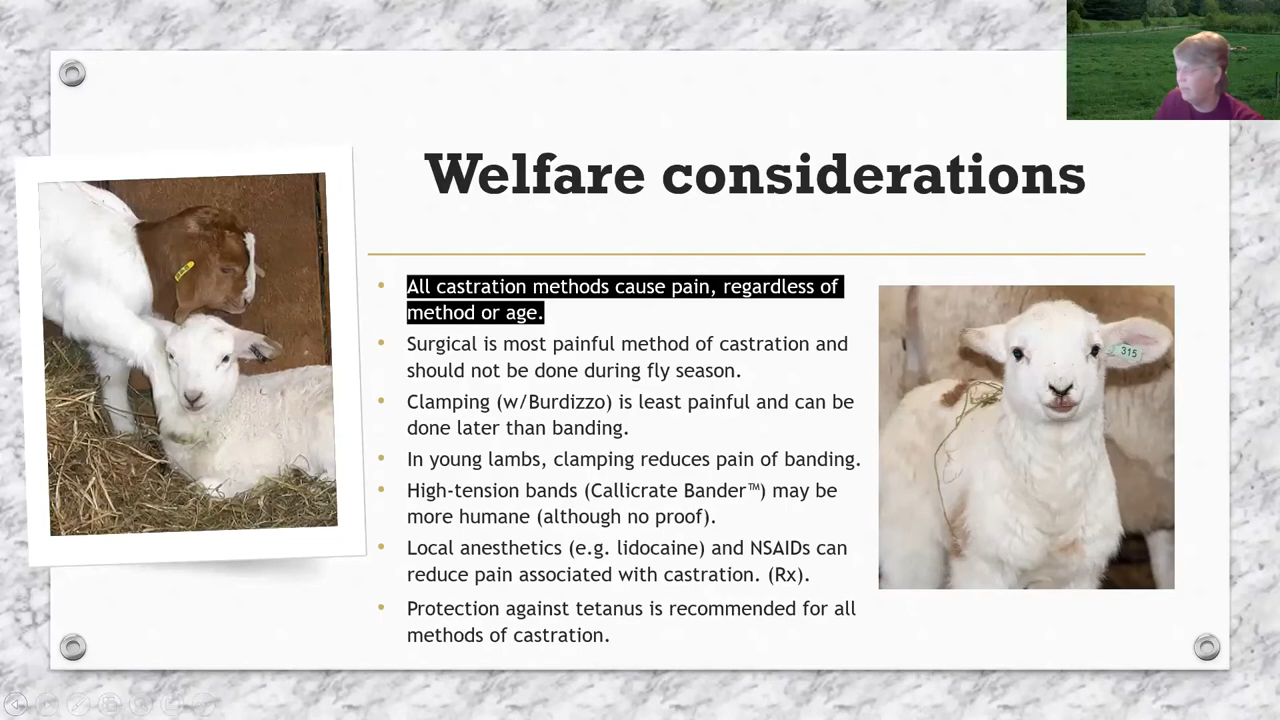 Welfare considerations
All castration methods cause pain, regardless of
method or age.
Surgical is most painful method of castration and
should not be done during fly season.
Clamping (w/Burdizzo) is least painful and can be
done later than banding.
In young lambs, clamping reduces pain of banding.
High-tension bands (Callicrate Bander™) may be
more humane (although no proof).
Local anesthetics (e.g. lidocaine) and NSAIDs can
reduce pain associated with castration. (Rx).
Protection against tetanus is recommended for all
methods of castration.
315